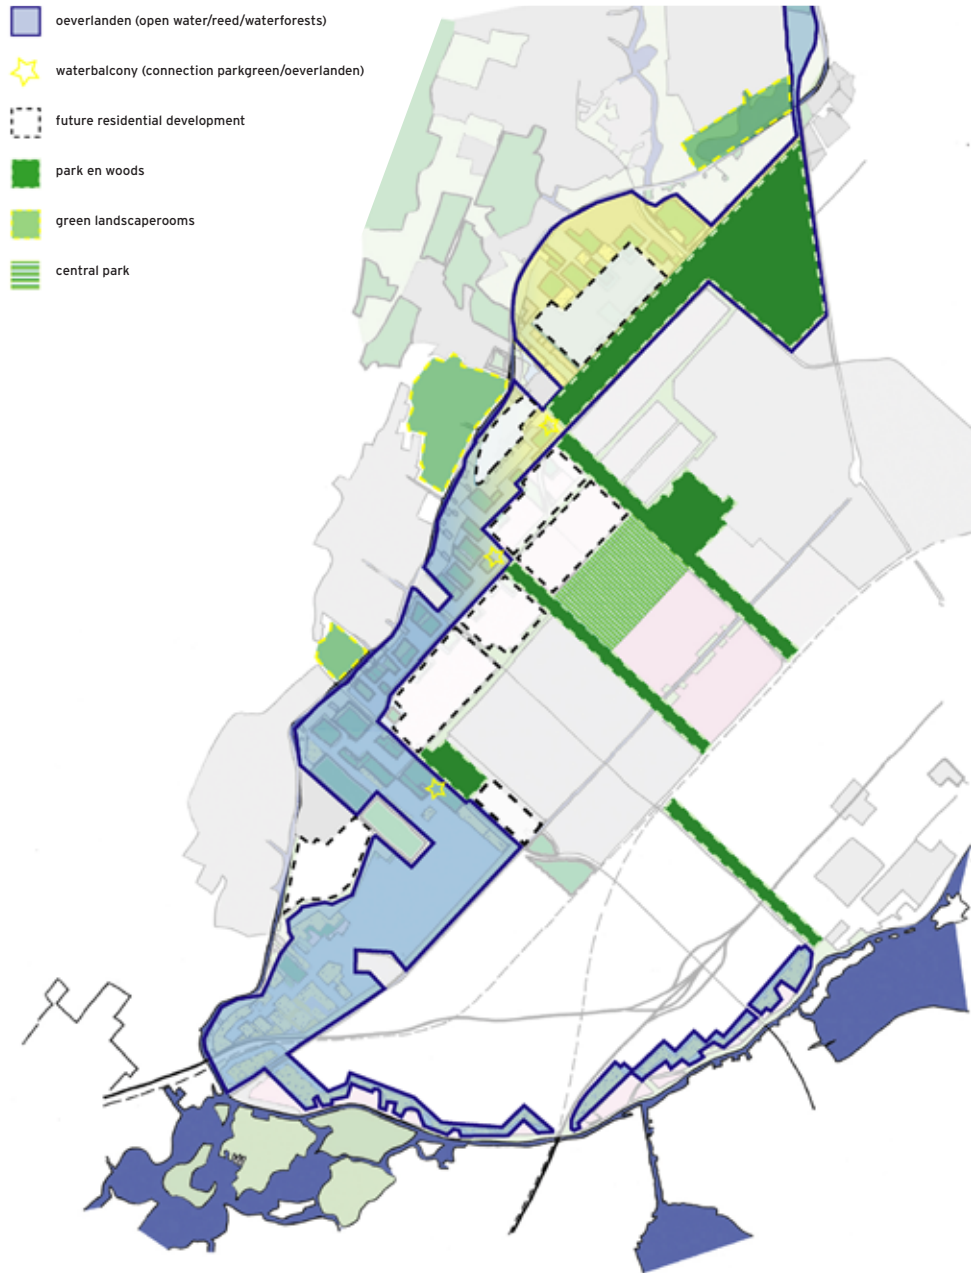 oeverlanden (open water/reed/waterforests)
waterbalcony (connection parkgreen/oeverlanden)
future residential development
park en woods
green landscaperooms
central park